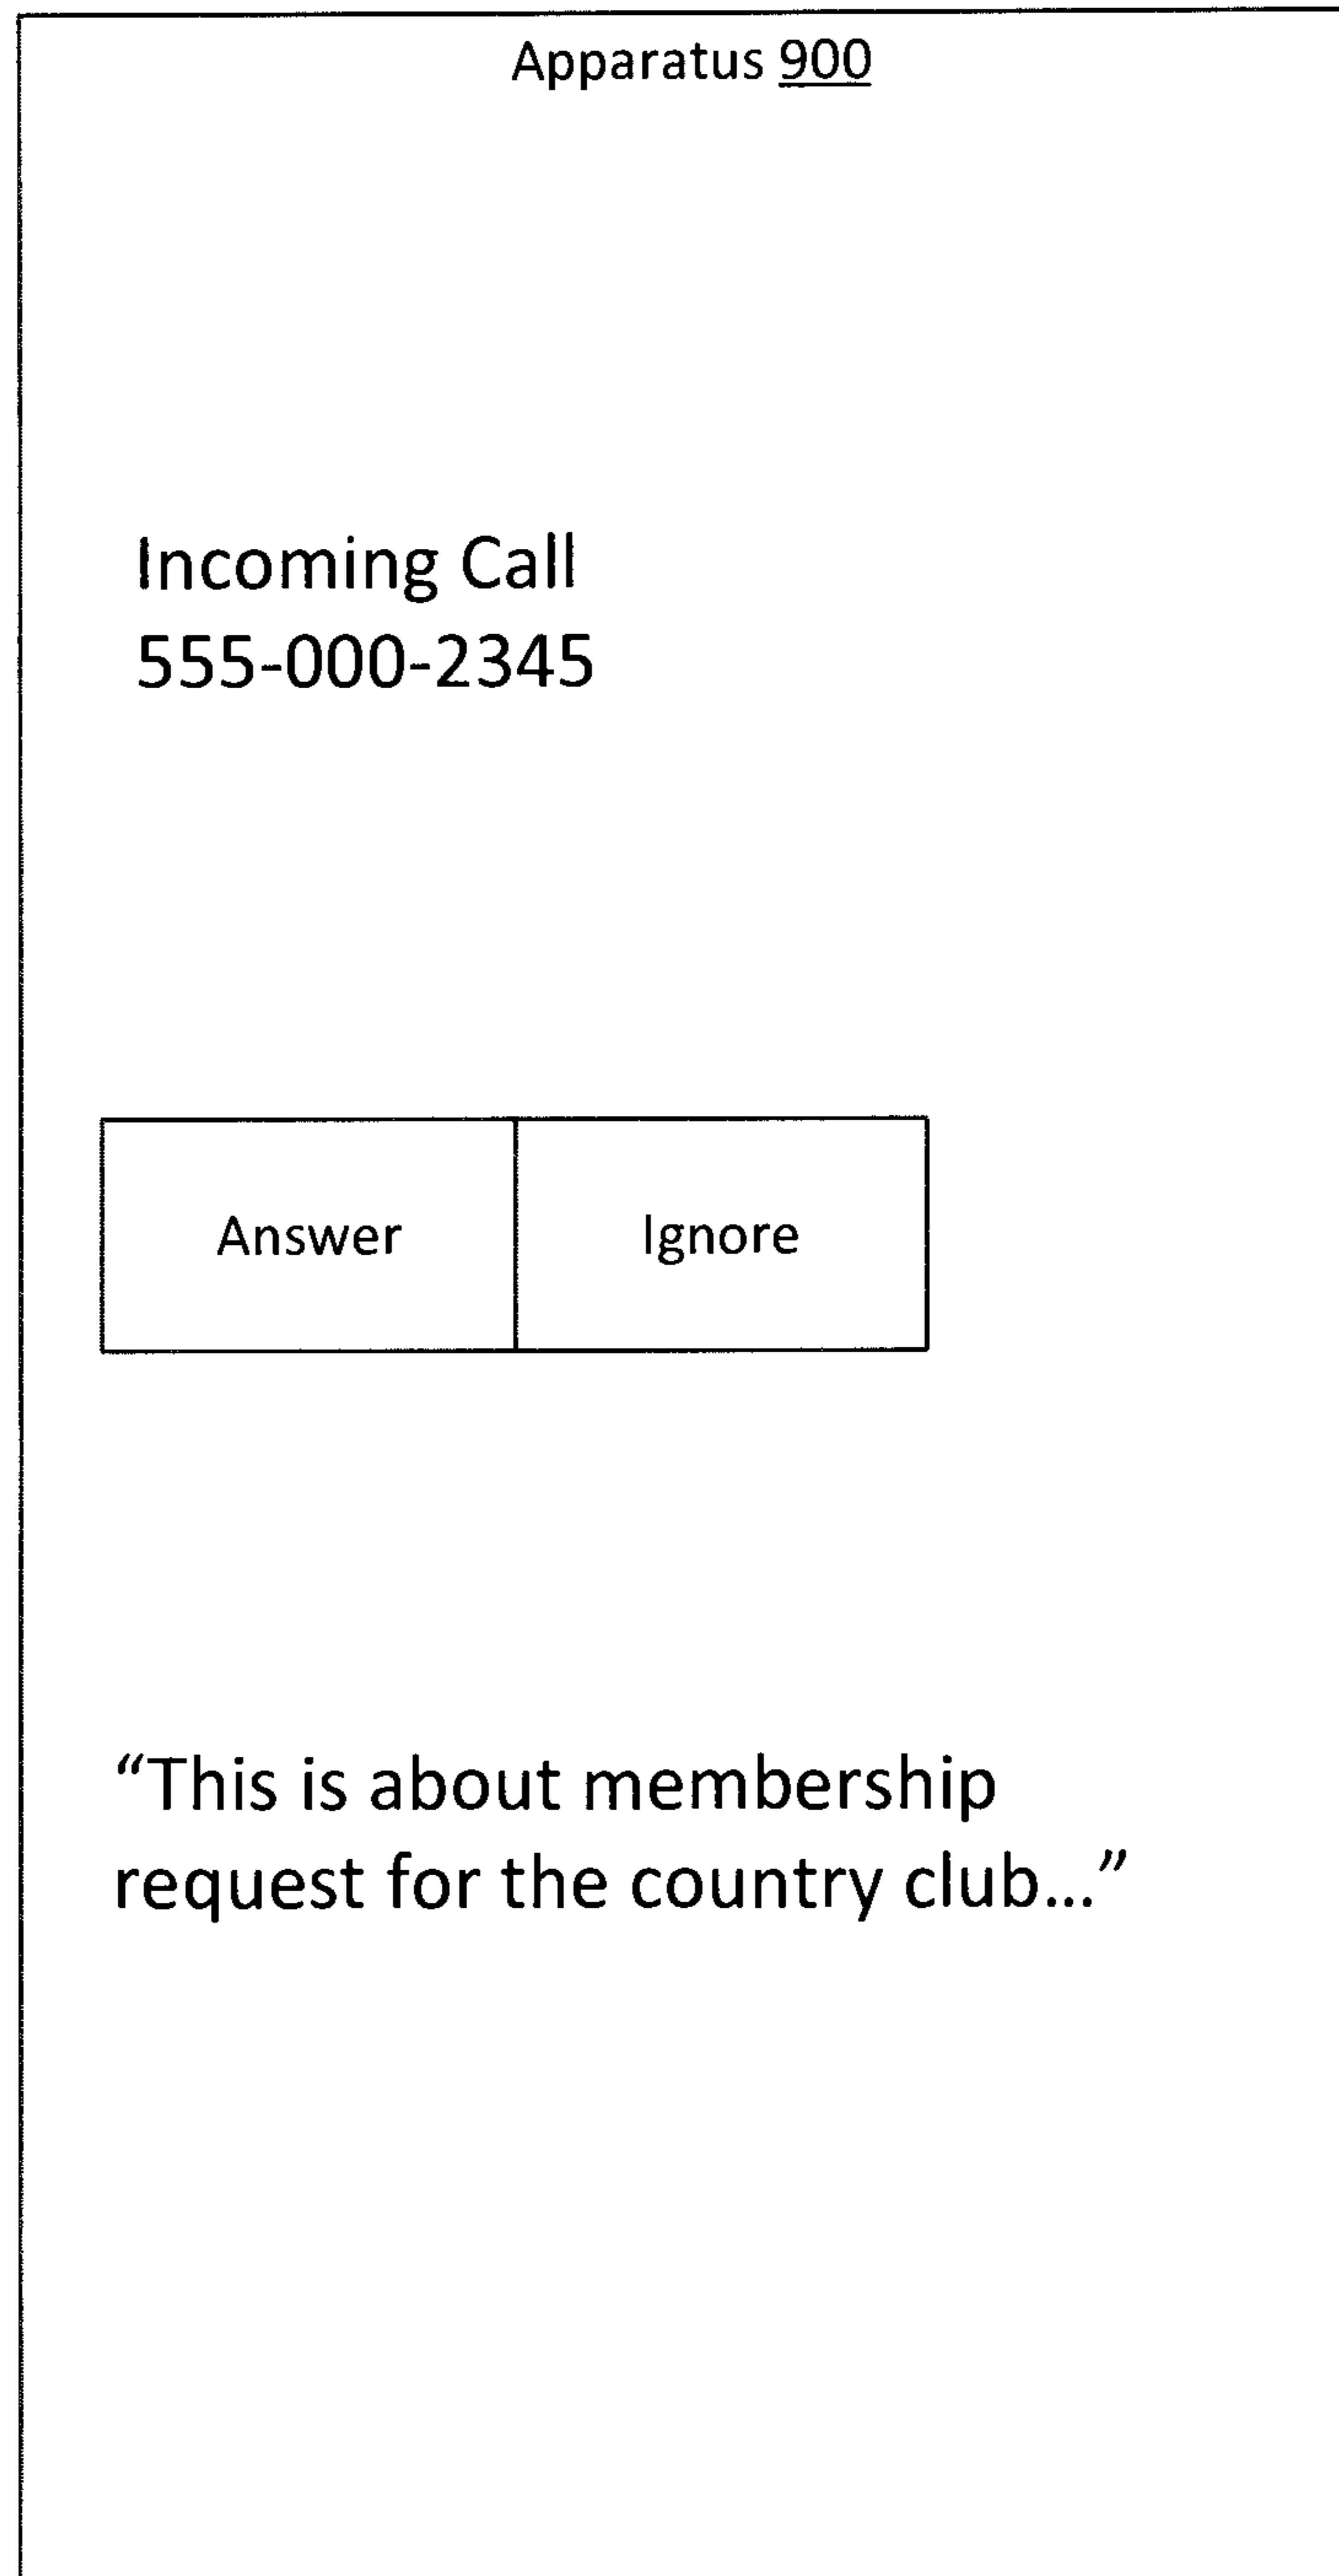 Apparatus 900
Incoming Call
555-000-2345
Answer Ignore
“This is about membership
request for the country club...”